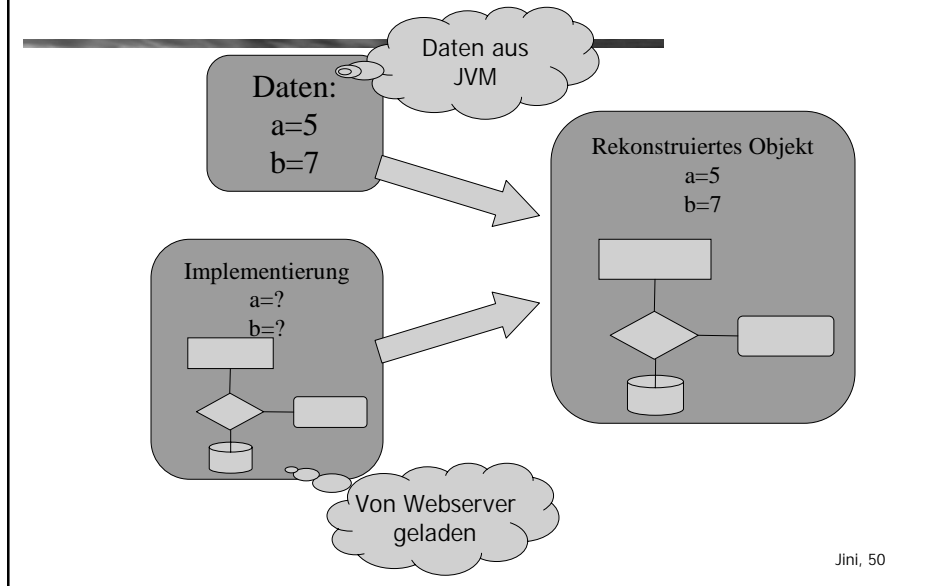 Daten aus
JVM
Daten:
a=5
b=7
Rekonstruiertes Objekt
a=5
b=7
Implementierung
a=?
b=?
Von Webserver
geladen
Jini, 50